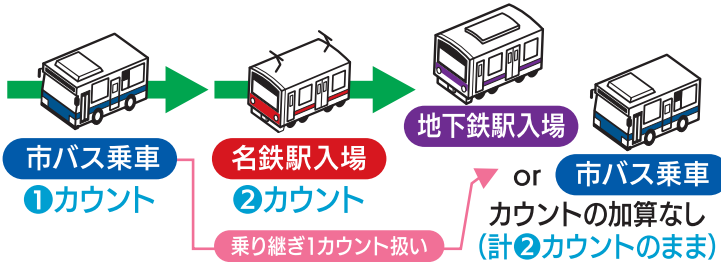 市バス乗車
❶カウント
名鉄駅入場
❷カウント
地下鉄駅入場
or
市バス乗車
カウントの加算なし
(計❷カウントのまま)
乗り継ぎ1カウント扱い